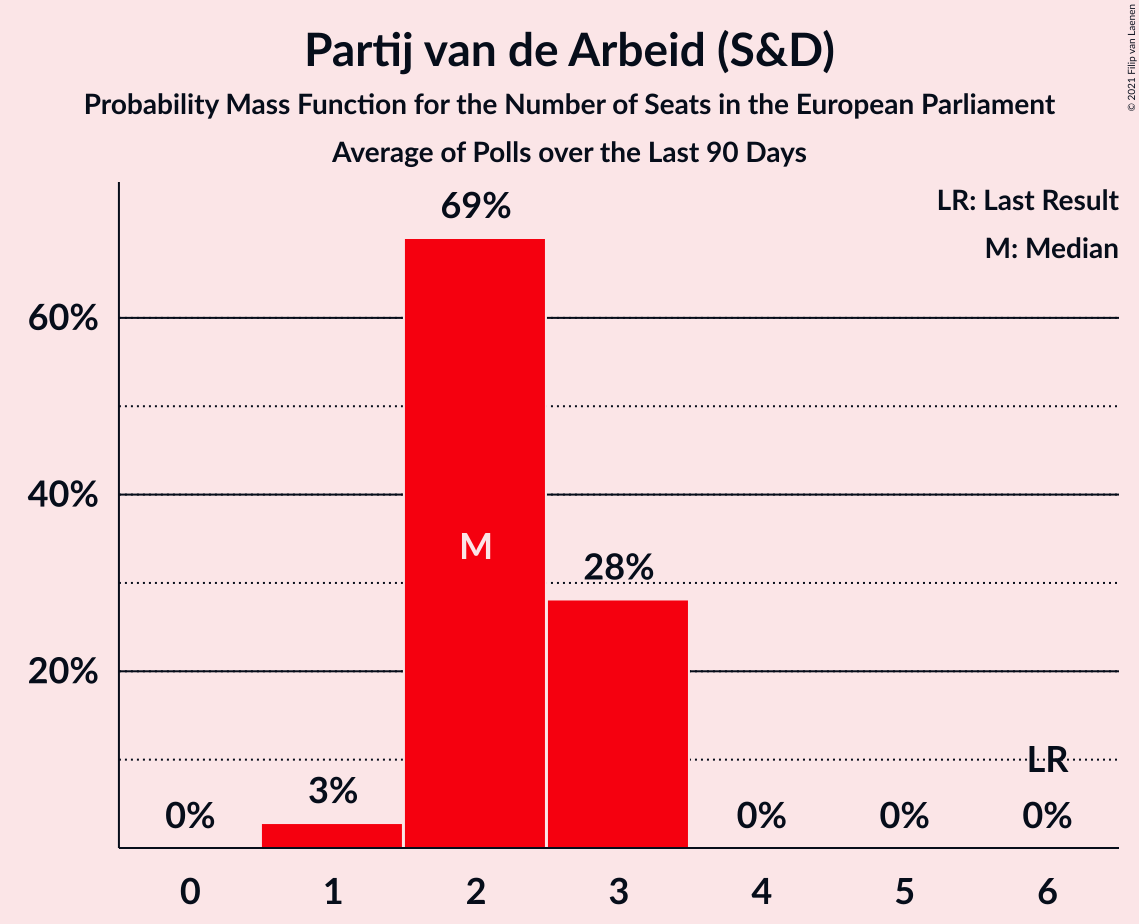 Partij van de Arbeid (S&D)
Probability Mass Function for the Number of Seats in the European Parliament
Average of Polls over the Last 90 Days
© 2021 Filip van Laenen
LR: Last Result
M: Median
69%
60%
40%
M
28%
20%
LR
3%
0%
0%
0%
0%
0 1 2 3 4 5 6